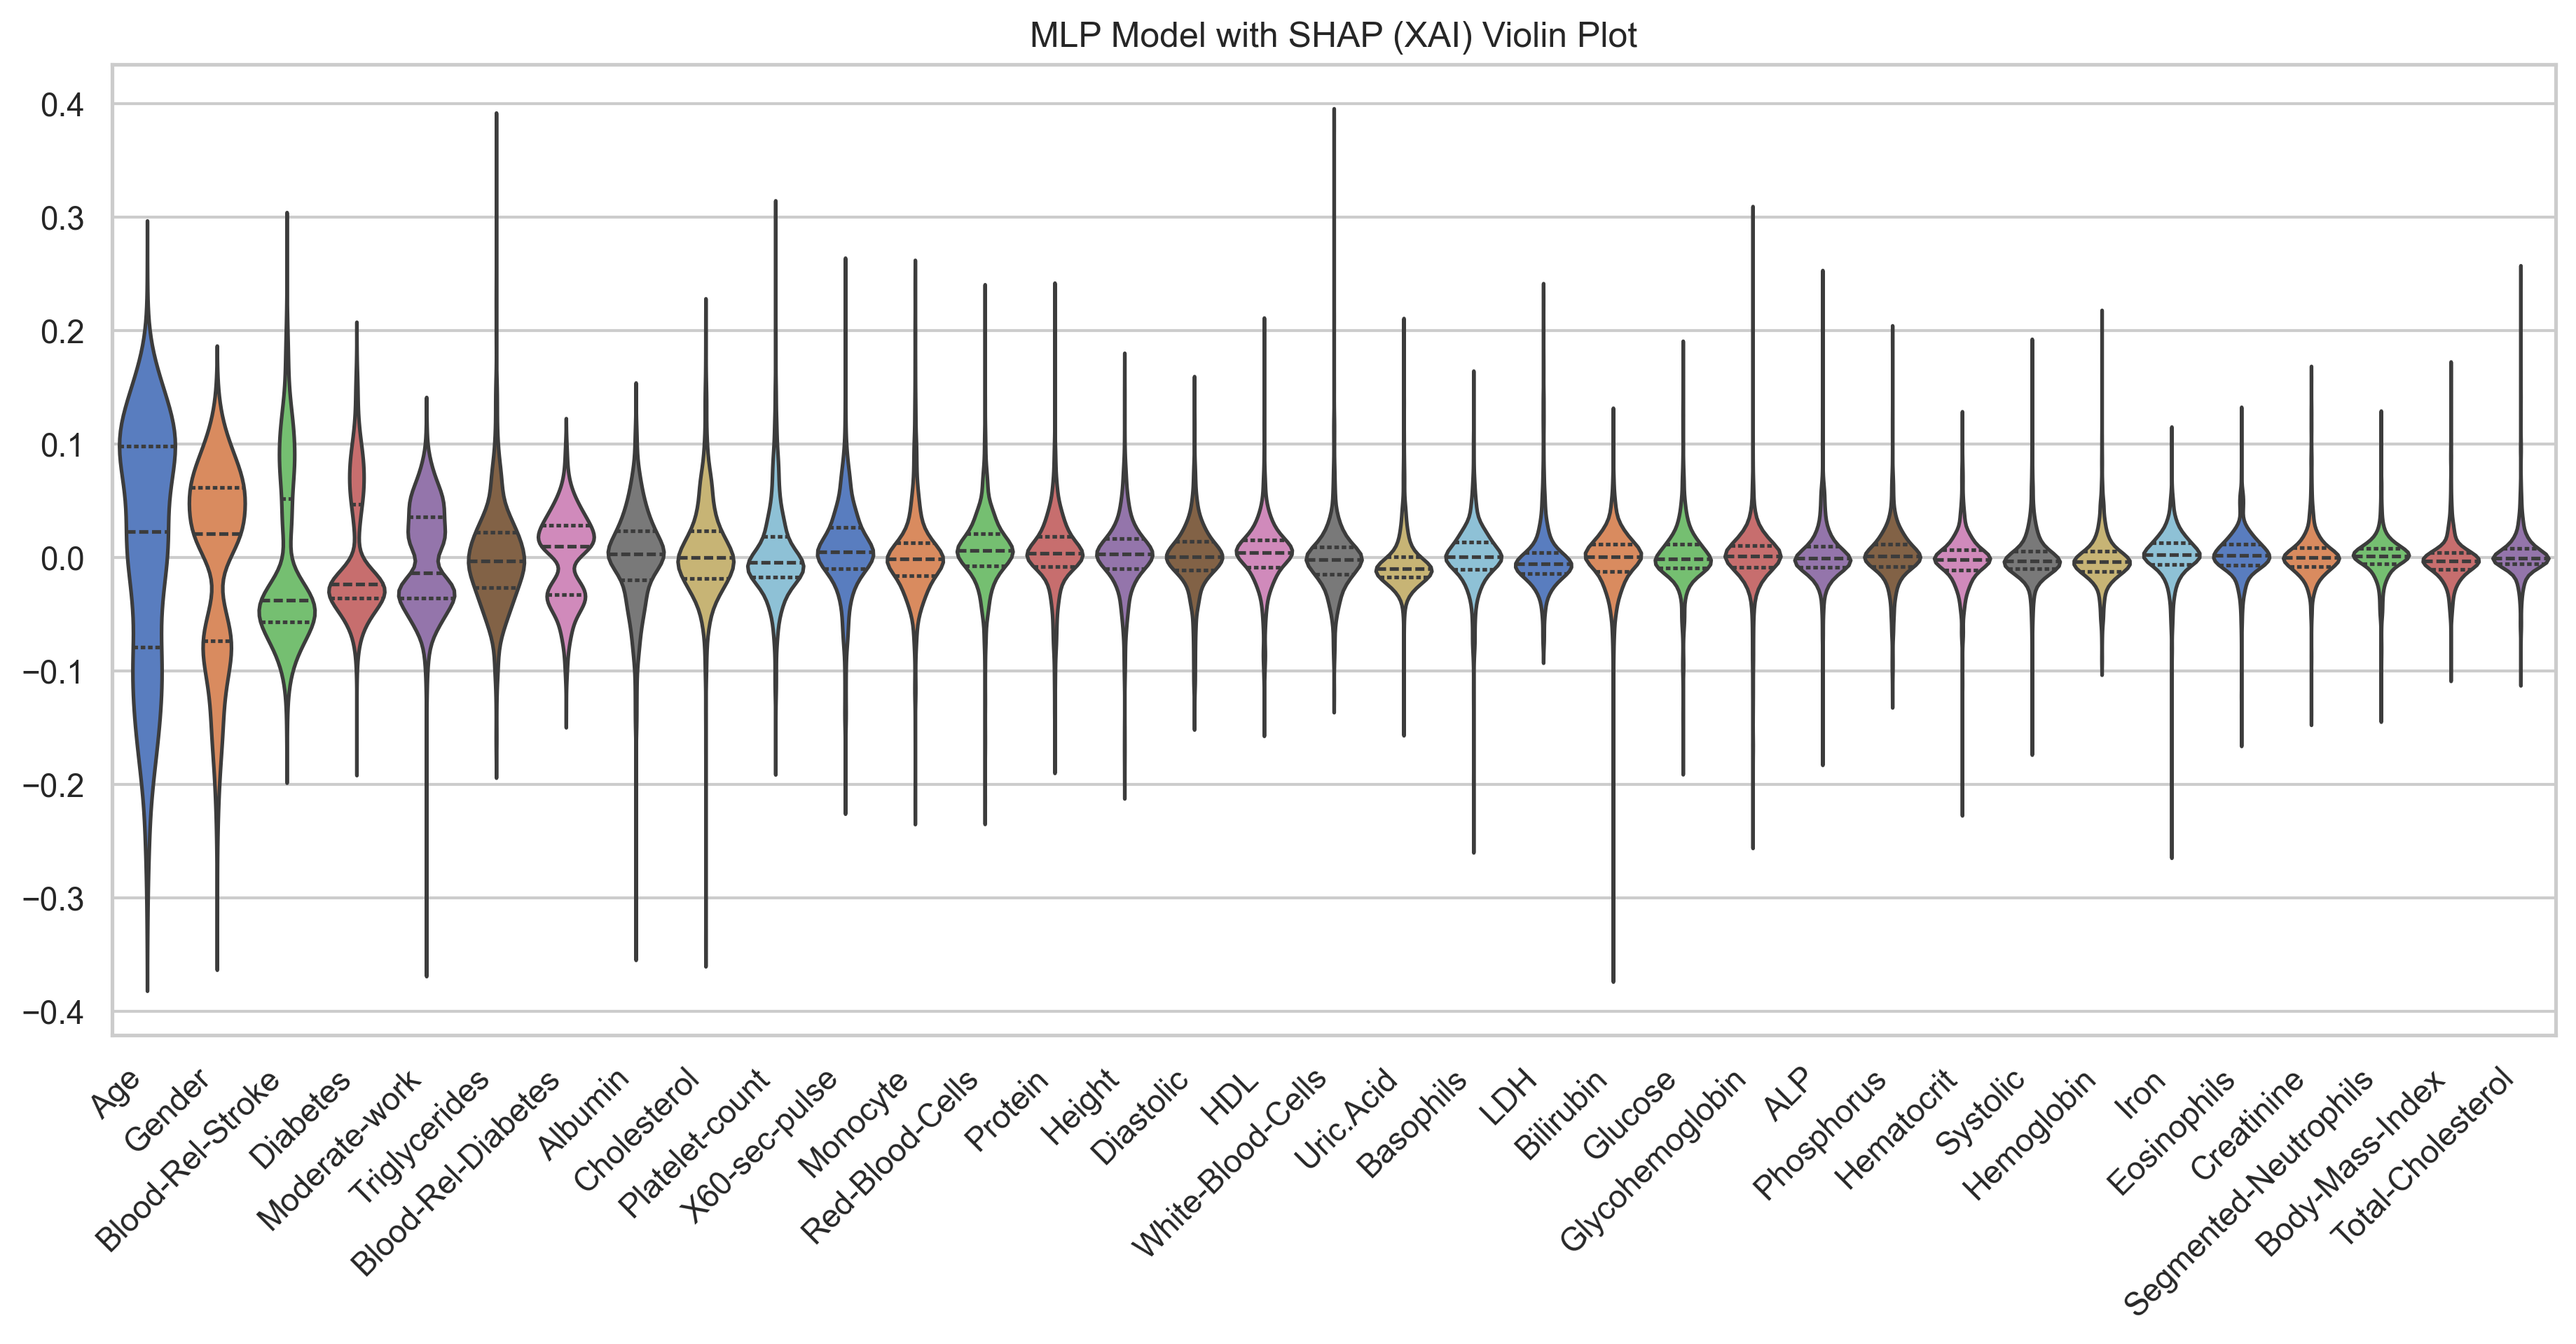 MLP Model with SHAP (XAI) Violin Plot
0.4
0.3
0.2
0.1
0.0
−0.1
−0.2
−0.3
−0.4
Age
Gender
Blood-Rel-Stroke
Diabetes
Moderate-work
Triglycerides
Blood-Rel-Diabetes
Albumin
Cholesterol
Platelet-count
X60-sec-pulse
Monocyte
Red-Blood-Cells
Protein
Height
Diastolic
HDL
White-Blood-Cells
Uric.Acid
Basophils
LDH
Bilirubin
Glucose
Glycohemoglobin
ALP
Phosphorus
Hematocrit
Systolic
Hemoglobin
Iron
Eosinophils
Creatinine
Segmented-Neutrophils
Body-Mass-Index
Total-Cholesterol